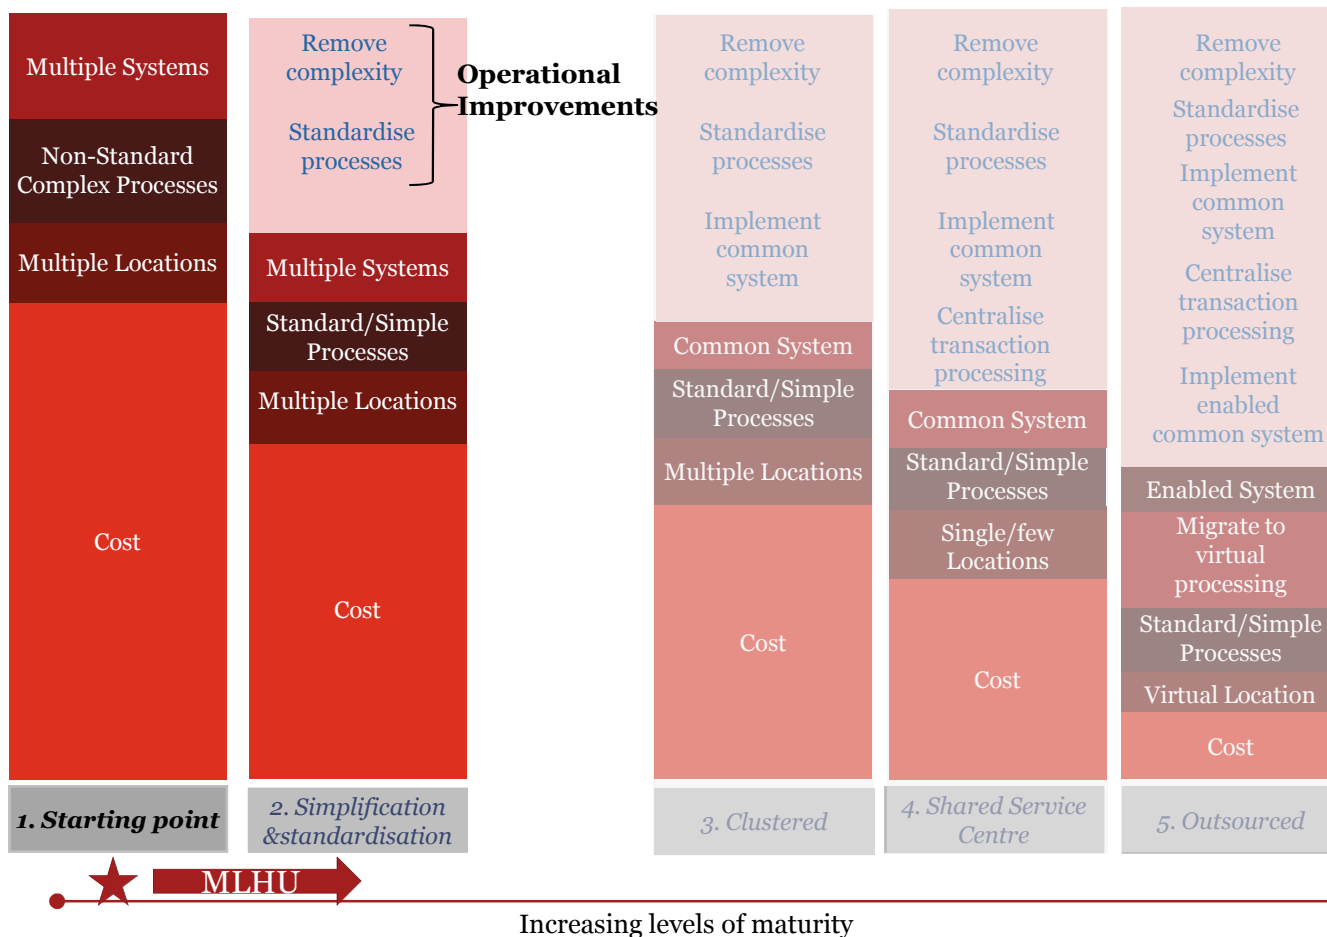 Multiple Systems
Non-Standard
Complex Processes
Multiple Locations
Cost
1. Starting point
Remove
complexity
Standardise
processes
Operational
Improvements
Multiple Systems
Standard/Simple
Processes
Multiple Locations
Cost
2. Simplification
&standardisation
Remove
complexity
Standardise
processes
Implement
common
system
Common System
Standard/Simple
Processes
Multiple Locations
Cost
3. Clustered
Remove
complexity
Standardise
processes
Implement
common
system
Centralise
transaction
processing
Common System
Standard/Simple
Processes
Single/few
Locations
Cost
4. Shared Service
Centre
Remove
complexity
Standardise
processes
Implement
common
system
Centralise
transaction
processing
Implement
enabled
common system
Enabled System
Migrate to
virtual
processing
Standard/Simple
Processes
Virtual Location
Cost
5. Outsourced
MLHU
Increasing levels of maturity